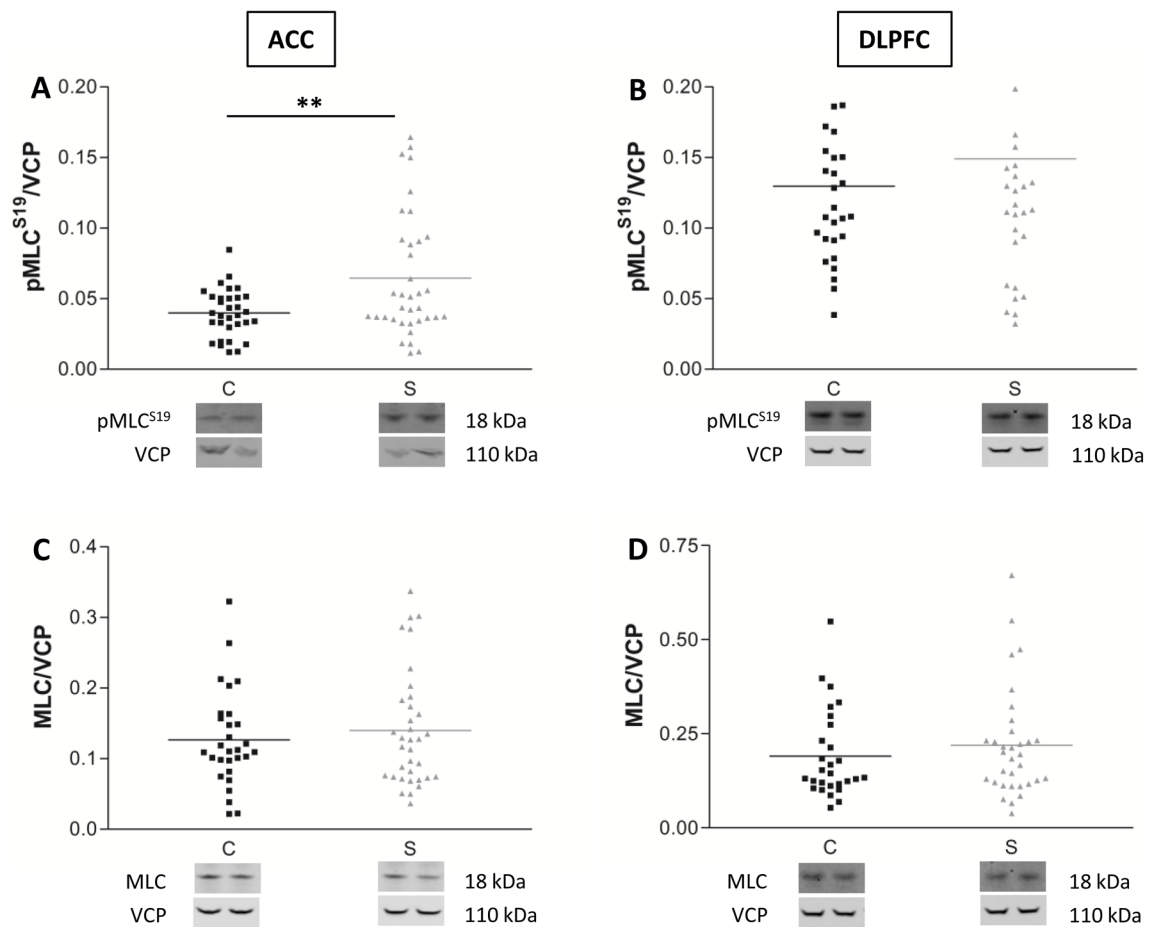 ACC
DLPFC
A
pMLC^S19/VCP
0.20
0.15
0.10
0.05
0.00
**
C
S
pMLC^S19
18 kDa
VCP
110 kDa
B
pMLC^S19/VCP
0.20
0.15
0.10
0.05
0.00
C
S
pMLC^S19
18 kDa
VCP
110 kDa
C
MLC/VCP
0.4
0.3
0.2
0.1
0.0
C
S
MLC
18 kDa
VCP
110 kDa
D
MLC/VCP
0.75
0.50
0.25
0.00
C
S
MLC
18 kDa
VCP
110 kDa